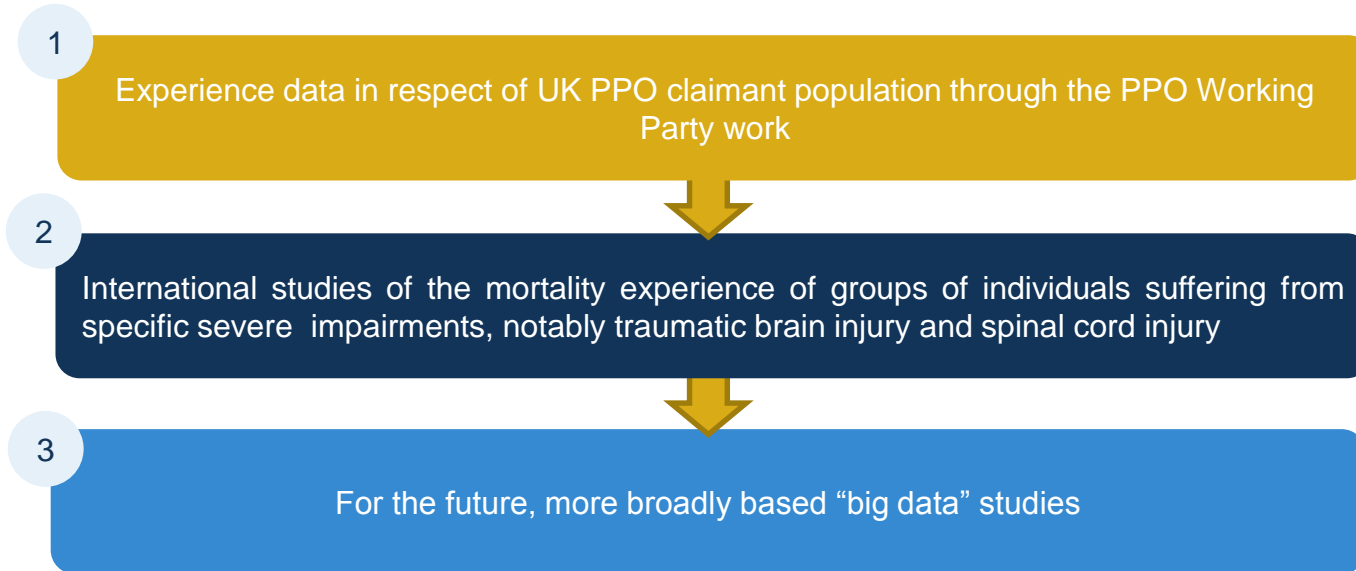 1
Experience data in respect of UK PPO claimant population through the PPO Working
Party work
2
International studies of the mortality experience of groups of individuals suffering from
specific severe impairments, notably traumatic brain injury and spinal cord injury
3
For the future, more broadly based “big data” studies